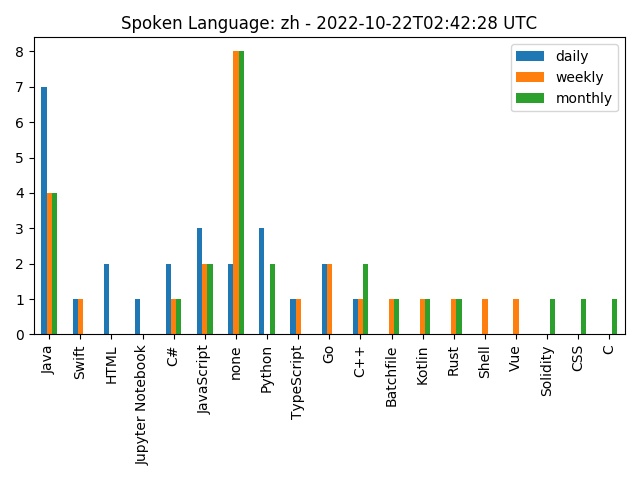 Spoken Language: zh - 2022-10-22T02:42:28 UTC
daily
weekly
monthly
8
7
6
5
4
3
2
1
0
Java
Swift
HTML
Jupyter Notebook
C#
JavaScript
none
Python
TypeScript
Go
C++
Batchfile
Kotlin
Rust
Shell
Vue
Solidity
CSS
C